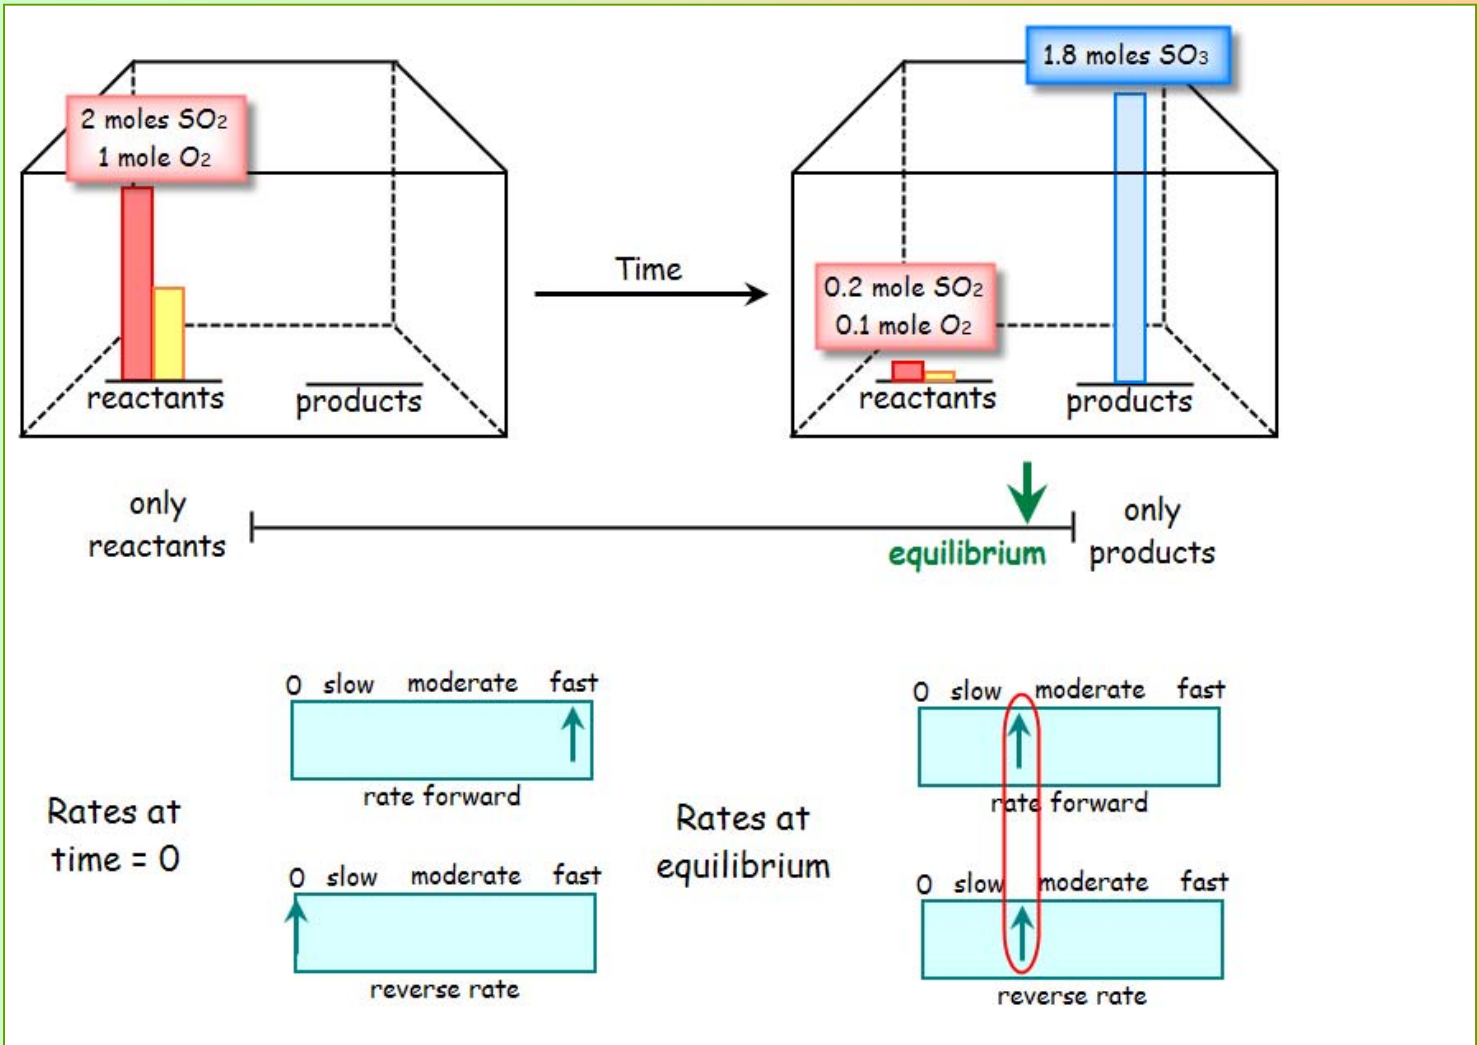 2 moles SO2
1 mole O2
reactants
products
Time
1.8 moles SO3
0.2 mole SO2
0.1 mole O2
reactants
products
only
reactants
equilibrium
only
products
Rates at
time = 0
0 slow moderate fast
rate forward
0 slow moderate fast
reverse rate
Rates at
equilibrium
0 slow moderate fast
rate forward
0 slow moderate fast
reverse rate